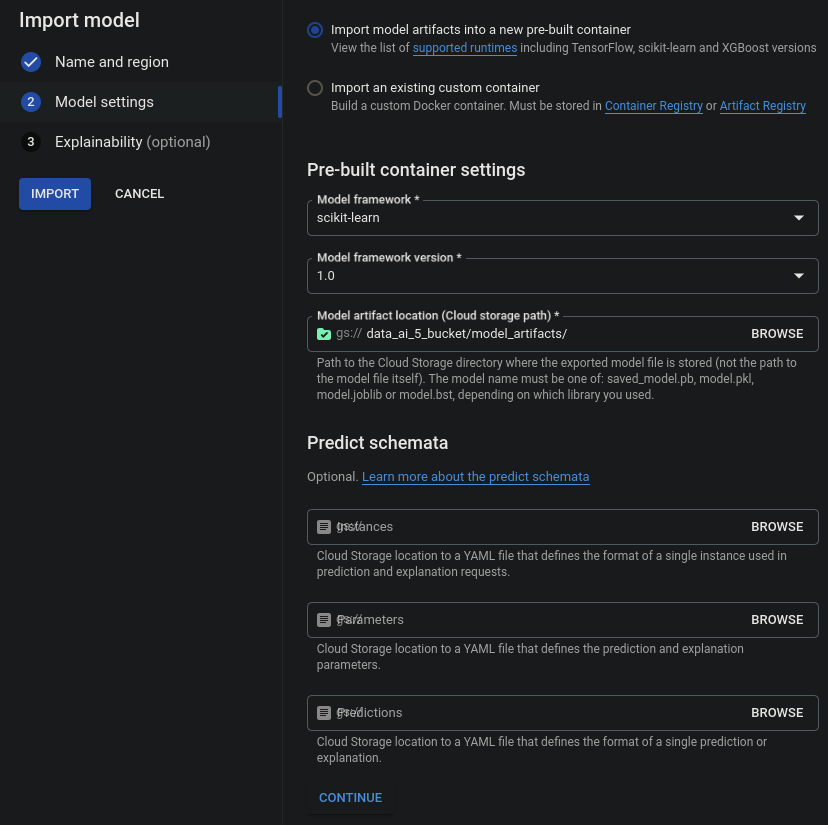 Import model
Name and region
2 Model settings
3 Explainability (optional)
IMPORT CANCEL
Import model artifacts into a new pre-built container
View the list of supported runtimes including TensorFlow, scikit-learn and XGBoost versions
Import an existing custom container
Build a custom Docker container. Must be stored in Container Registry or Artifact Registry
Pre-built container settings
Model framework *
scikit-learn
Model framework version *
1.0
Model artifact location (Cloud storage path) *
gs:// data_ai_5_bucket/model_artifacts/ BROWSE
Path to the Cloud Storage directory where the exported model file is stored (not the path to
the model file itself). The model name must be one of: saved_model.pb, model.pkl,
model.joblib or model.bst, depending on which library you used.
Predict schemata
Optional. Learn more about the predict schemata
gs:// Instances BROWSE
Cloud Storage location to a YAML file that defines the format of a single instance used in
prediction and explanation requests.
gs:// Parameters BROWSE
Cloud Storage location to a YAML file that defines the prediction and explanation
parameters.
gs:// Predictions BROWSE
Cloud Storage location to a YAML file that defines the format of a single prediction or
explanation.
CONTINUE